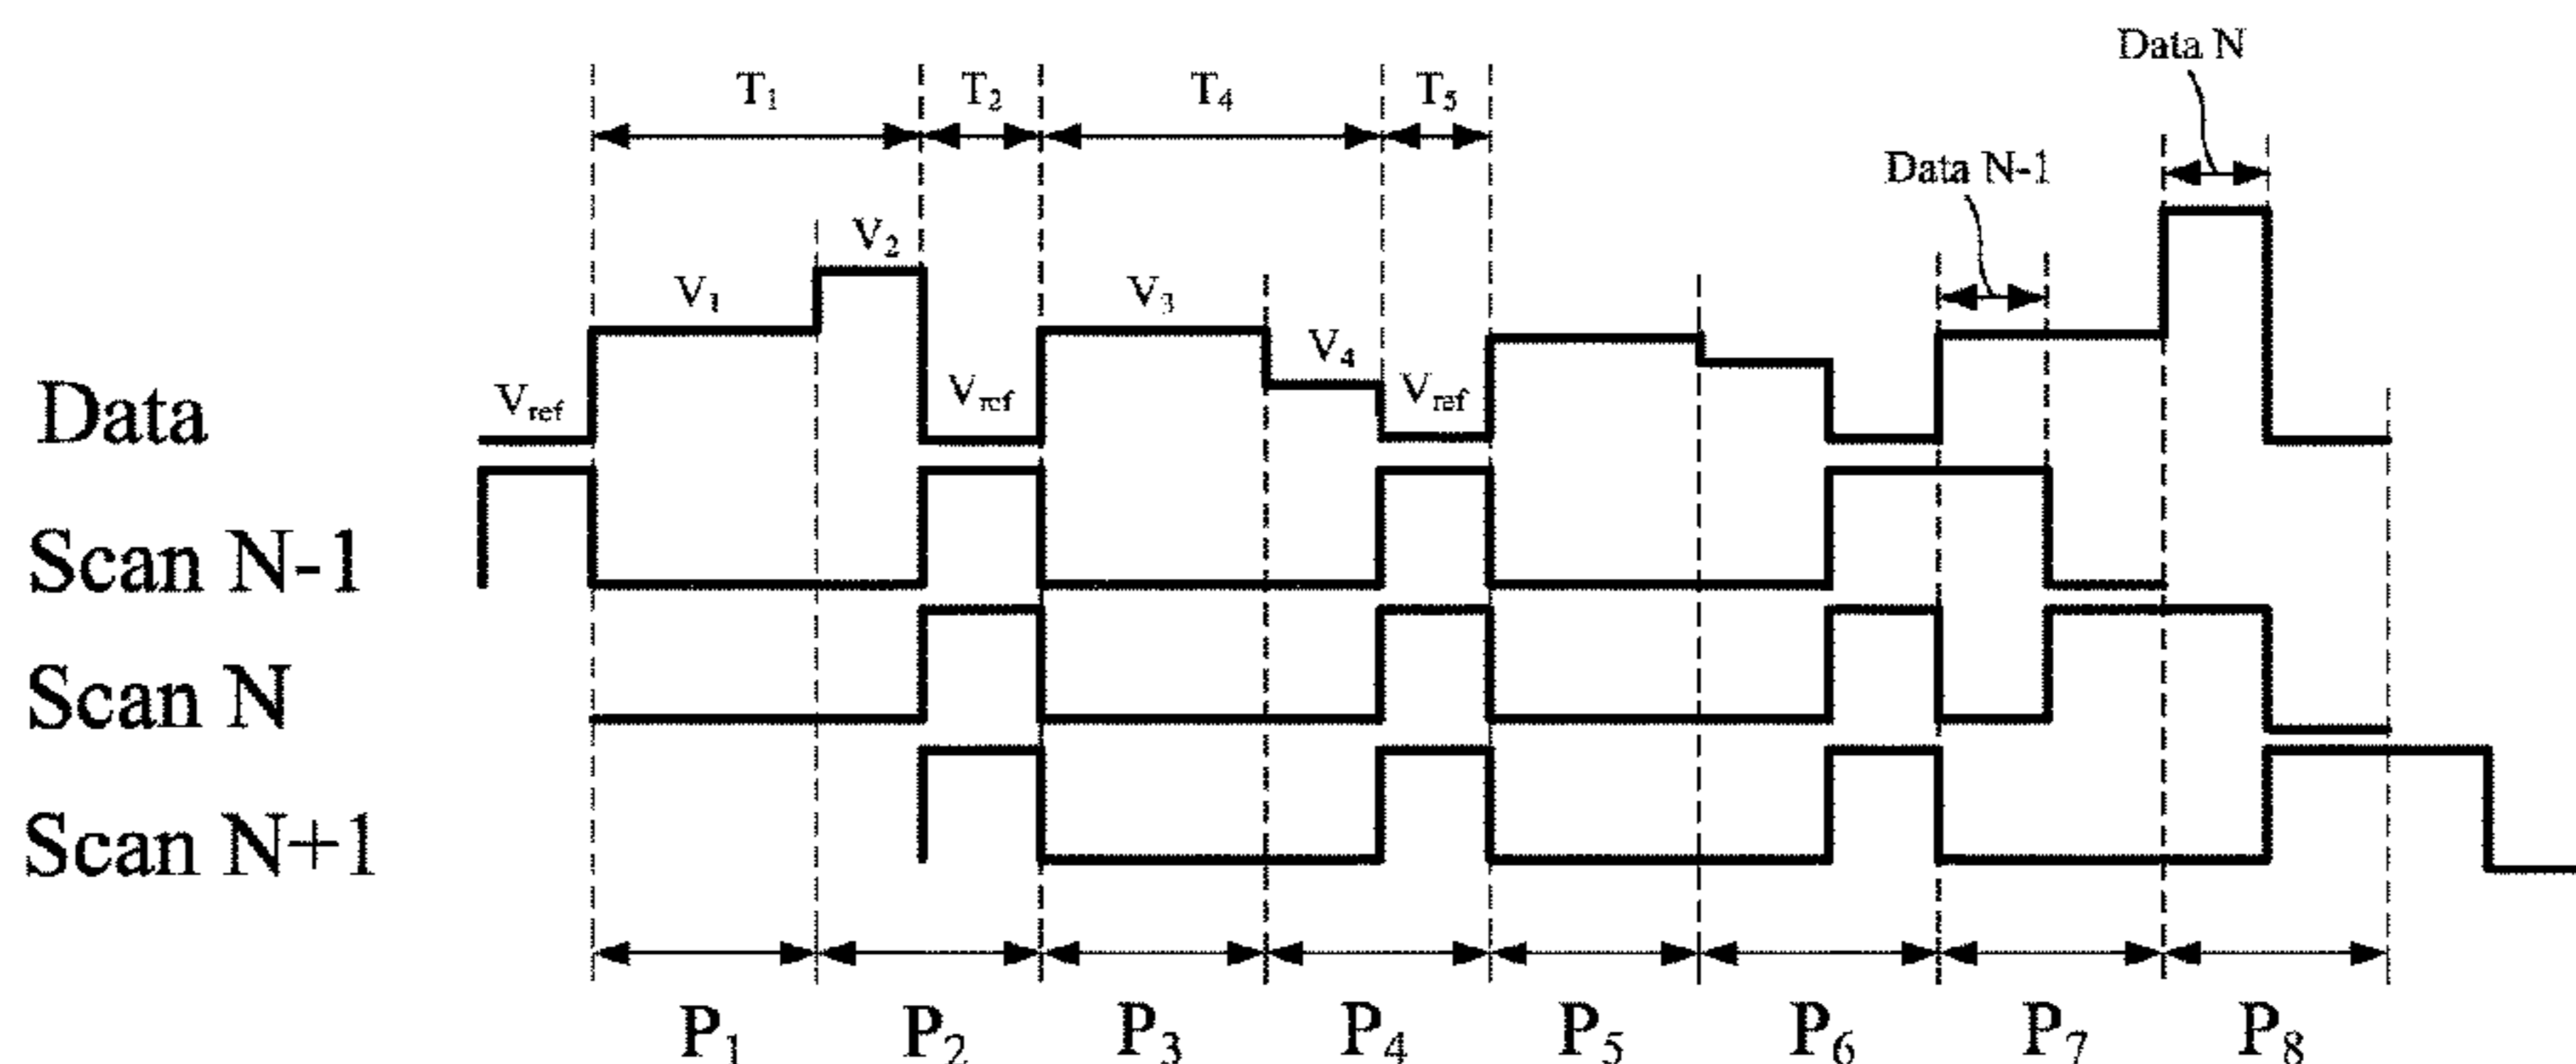 Data N
T₁ T₂ T₄ T₅
Data N-1
V₂
V₁ V₃
V₄
Vref Vref Vref
Data
Scan N-1
Scan N
Scan N+1
P₁ P₂ P₃ P₄ P₅ P₆ P₇ P₈